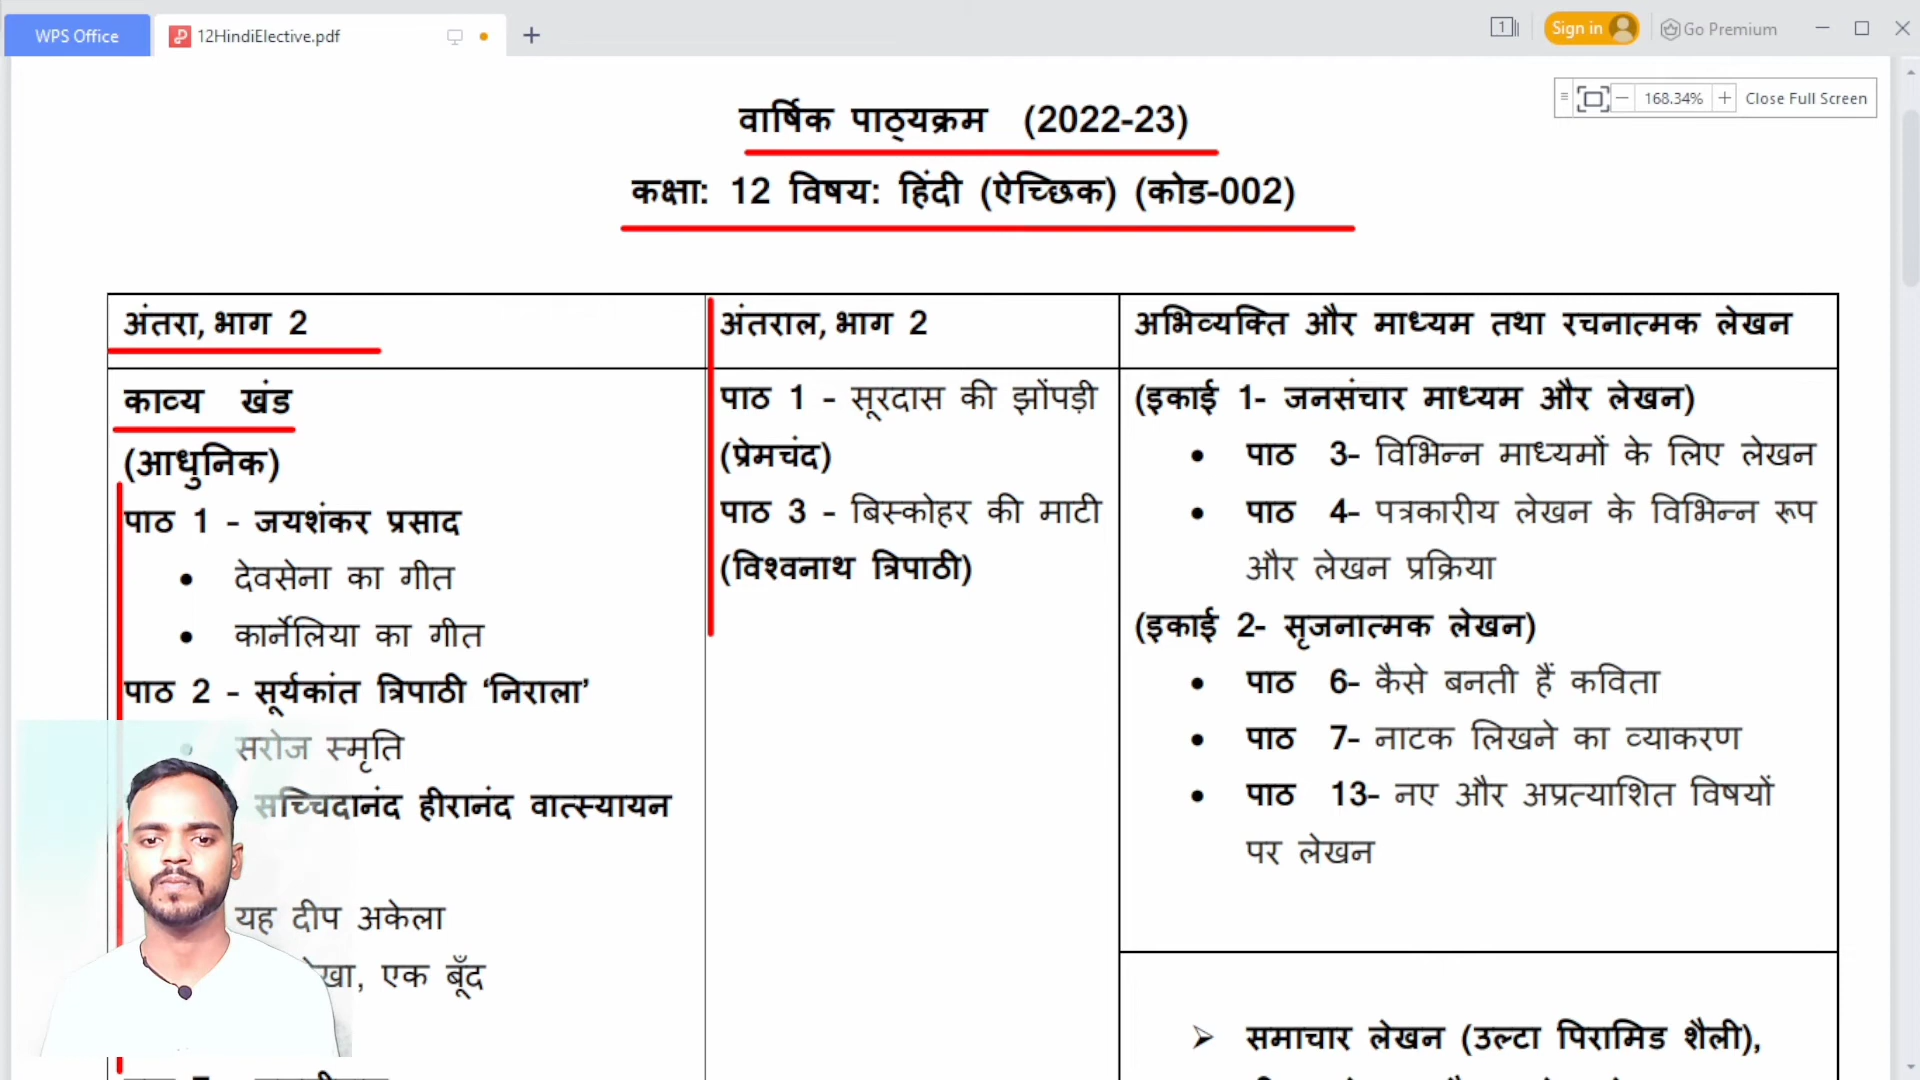 WPS Office
12HindiElective.pdf
1
Sign in
Go Premium
168.34%
Close Full Screen
वार्षिक पाठ्यक्रम (2022-23)
कक्षा: 12 विषय: हिंदी (ऐच्छिक) (कोड-002)
अंतरा, भाग 2
काव्य खंड
(आधुनिक)
पाठ 1 – जयशंकर प्रसाद
• देवसेना का गीत
• कार्नेलिया का गीत
पाठ 2 – सूर्यकांत त्रिपाठी ‘निराला’
• सरोज स्मृति
सच्चिदानंद हीरानंद वात्स्यायन
यह दीप अकेला
एक बूँद
अंतराल, भाग 2
पाठ 1 – सूरदास की झोंपड़ी
(प्रेमचंद)
पाठ 3 – बिस्कोहर की माटी
(विश्वनाथ त्रिपाठी)
अभिव्यक्ति और माध्यम तथा रचनात्मक लेखन
(इकाई 1- जनसंचार माध्यम और लेखन)
• पाठ 3– विभिन्न माध्यमों के लिए लेखन
• पाठ 4– पत्रकारीय लेखन के विभिन्न रूप
और लेखन प्रक्रिया
(इकाई 2- सृजनात्मक लेखन)
• पाठ 6– कैसे बनती हैं कविता
• पाठ 7– नाटक लिखने का व्याकरण
• पाठ 13– नए और अप्रत्याशित विषयों
पर लेखन
➢ समाचार लेखन (उल्टा पिरामिड शैली),